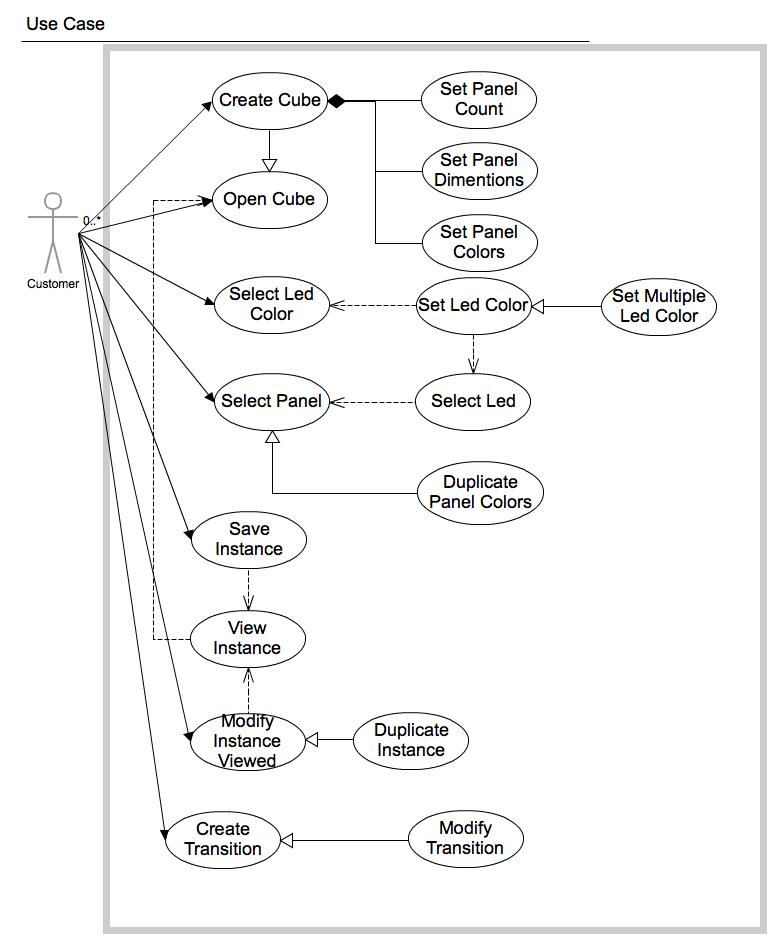 Use Case
Create Cube
Set Panel
Count
Set Panel
Dimentions
Open Cube
0..*
Customer
Set Panel
Colors
Select Led
Color
Set Led Color
Set Multiple
Led Color
Select Panel
Select Led
Duplicate
Panel Colors
Save
Instance
View
Instance
Modify
Instance
Viewed
Duplicate
Instance
Create
Transition
Modify
Transition